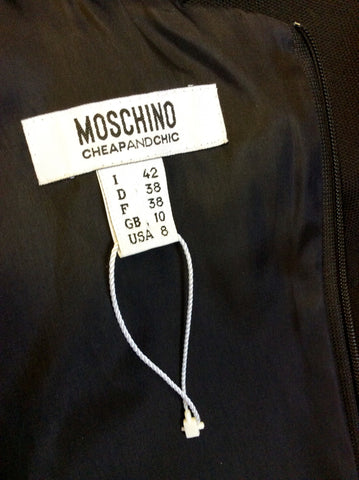 MOSCHINO
CHEAPANDCHIC
I 42
D 38
F 38
GB 10
USA 8